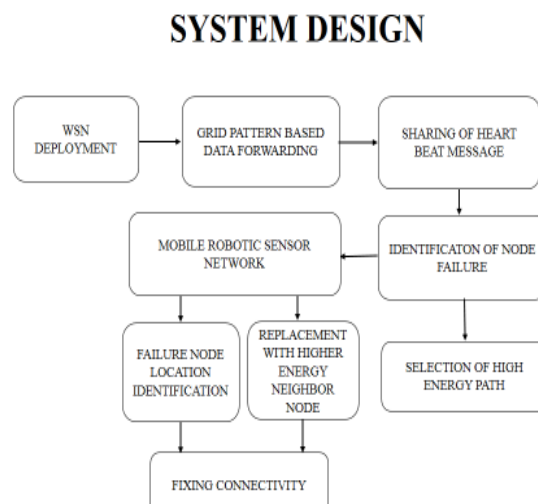 SYSTEM DESIGN
WSN
DEPLOYMENT
GRID PATTERN BASED
DATA FORWARDING
SHARING OF HEART
BEAT MESSAGE
MOBILE ROBOTIC SENSOR
NETWORK
IDENTIFICATON OF NODE
FAILURE
FAILURE NODE
LOCATION
IDENTIFICATION
REPLACEMENT
WITH HIGHER
ENERGY
NEIGHBOR
NODE
SELECTION OF HIGH
ENERGY PATH
FIXING CONNECTIVITY